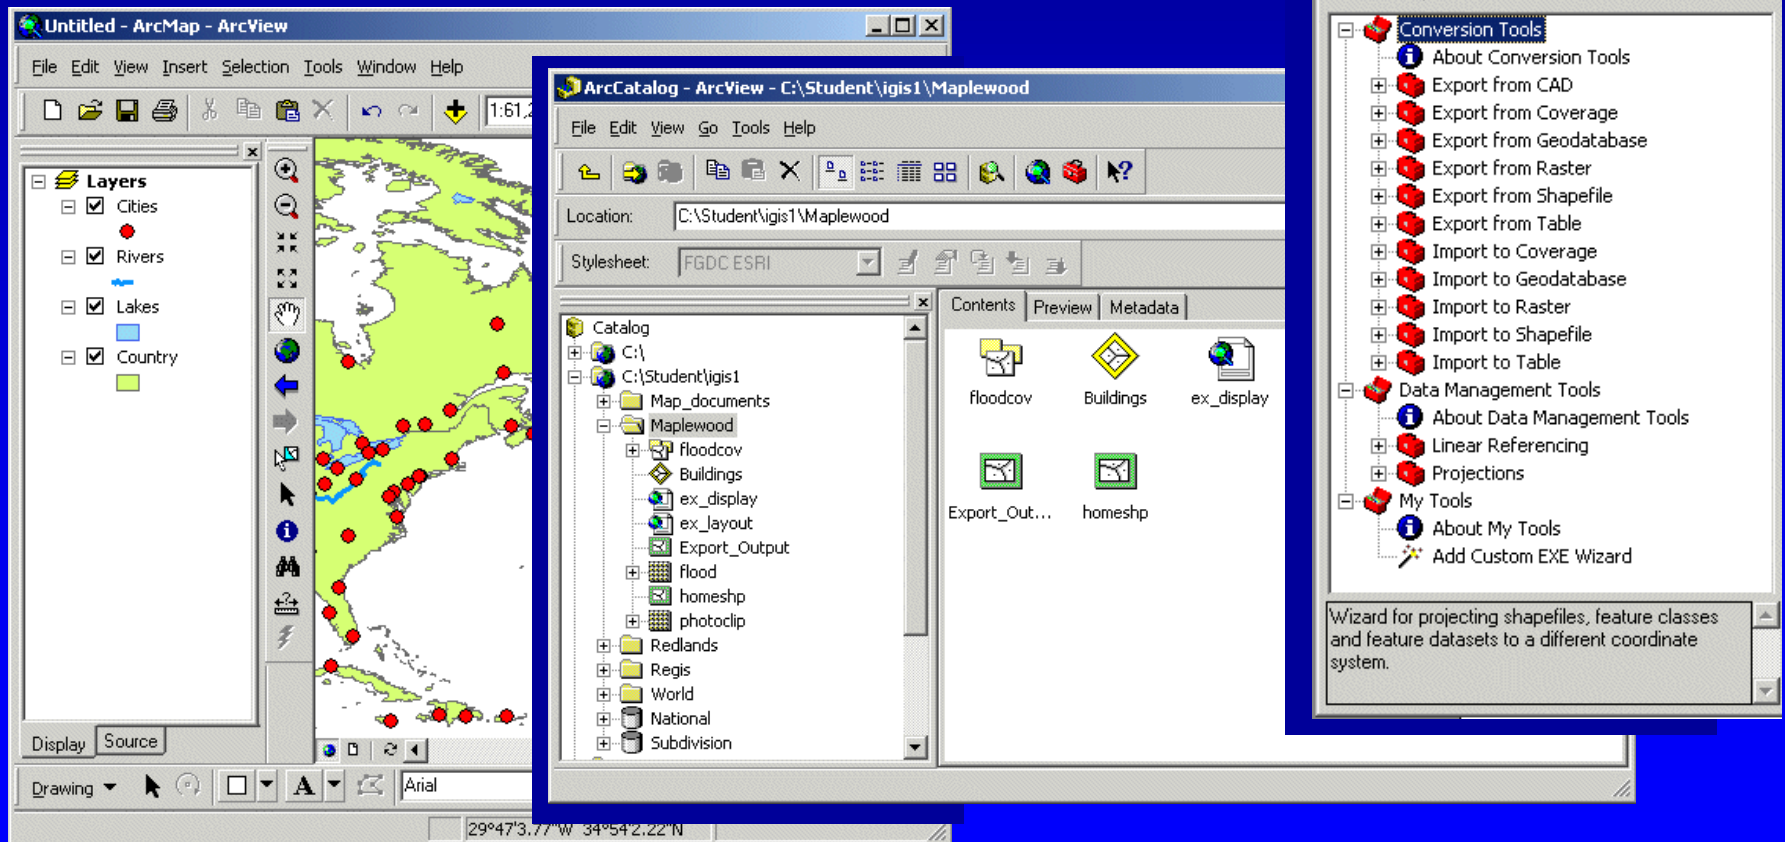 Untitled - ArcMap - ArcView
File Edit View Insert Selection Tools Window Help
1:61,2
Layers
Cities
Rivers
Lakes
Country
Display Source
Drawing A Arial
29°47'3.77"W 34°54'2.22"N
ArcCatalog - ArcView - C:\Student\igis1\Maplewood
File Edit View Go Tools Help
Location: C:\Student\igis1\Maplewood
Stylesheet: FGDC ESRI
Catalog
C:\
C:\Student\igis1
Map_documents
Maplewood
floodcov
Buildings
ex_display
ex_layout
Export_Output
flood
homeshp
photoclip
Redlands
Regis
World
National
Subdivision
Contents Preview Metadata
floodcov Buildings ex_display
Export_Out... homeshp
Conversion Tools
About Conversion Tools
Export from CAD
Export from Coverage
Export from Geodatabase
Export from Raster
Export from Shapefile
Export from Table
Import to Coverage
Import to Geodatabase
Import to Raster
Import to Shapefile
Import to Table
Data Management Tools
About Data Management Tools
Linear Referencing
Projections
My Tools
About My Tools
Add Custom EXE Wizard
Wizard for projecting shapefiles, feature classes
and feature datasets to a different coordinate
system.